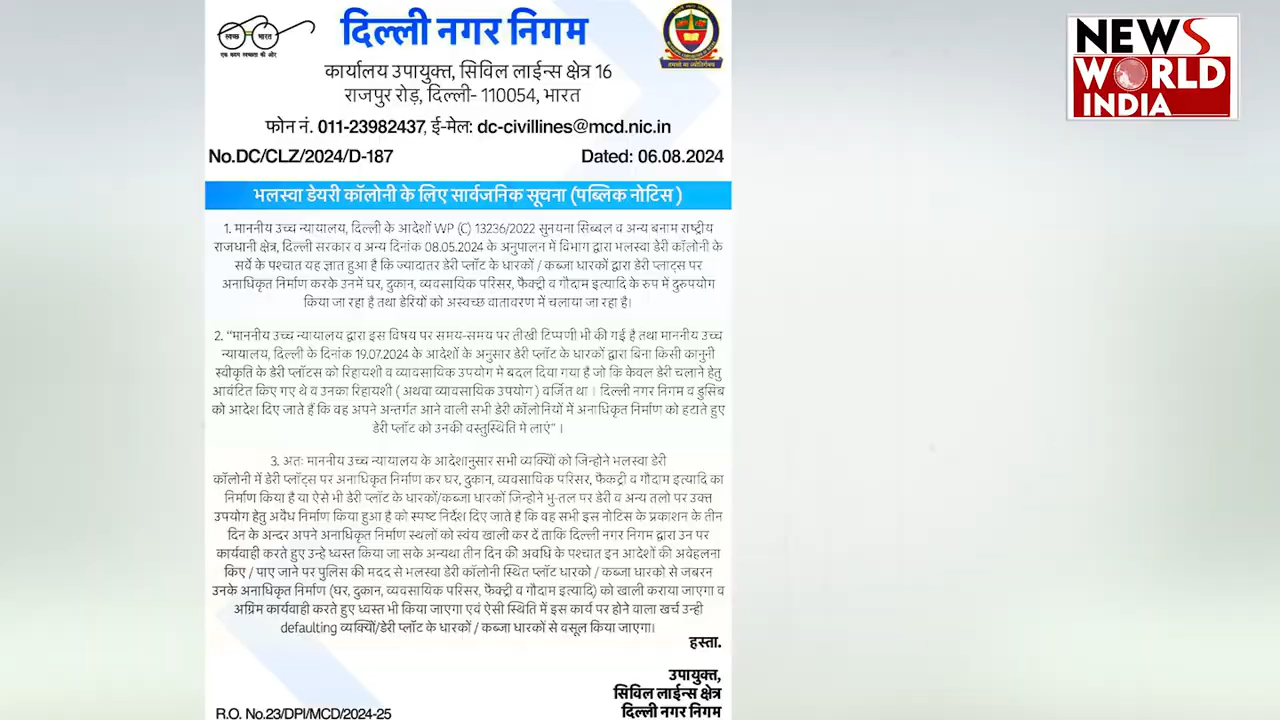 स्वच्छ भारत
एक कदम स्वच्छता की ओर
दिल्ली नगर निगम
कार्यालय उपायुक्त, सिविल लाईन्स क्षेत्र 16
राजपुर रोड़, दिल्ली- 110054, भारत
फोन नं. 011-23982437, ई-मेल: dc-civillines@mcd.nic.in
No.DC/CLZ/2024/D-187 Dated: 06.08.2024
भलस्वा डेयरी कॉलोनी के लिए सार्वजनिक सूचना (पब्लिक नोटिस )
1. माननीय उच्च न्यायालय, दिल्ली के आदेशों WP (C) 13236/2022 सुनयना सिब्बल व अन्य बनाम राष्ट्रीय
राजधानी क्षेत्र, दिल्ली सरकार व अन्य दिनांक 08.05.2024 के अनुपालन में विभाग द्वारा भलस्वा डेरी कॉलोनी के
सर्वे के पश्चात यह ज्ञात हुआ है कि ज्यादातर डेरी प्लॉट के धारकों / कब्जा धारकों द्वारा डेरी प्लाट्स पर
अनाधिकृत निर्माण करके उनमें घर, दुकान, व्यवसायिक परिसर, फैक्ट्री व गौदाम इत्यादि के रुप में दुरुपयोग
किया जा रहा है तथा डेरियों को अस्वच्छ वातावरण में चलाया जा रहा है।
2. “माननीय उच्च न्यायालय द्वारा इस विषय पर समय-समय पर तीखी टिप्पणी भी की गई है तथा माननीय उच्च
न्यायालय, दिल्ली के दिनांक 19.07.2024 के आदेशों के अनुसार डेरी प्लॉट के धारकों द्वारा बिना किसी कानुनी
स्वीकृति के डेरी प्लॉटस को रिहायशी व व्यावसायिक उपयोग मे बदल दिया गया है जो कि केवल डेरी चलाने हेतु
आवंटित किए गए थे व उनका रिहायशी ( अथवा व्यावसायिक उपयोग ) वर्जित था । दिल्ली नगर निगम व डुसिब
को आदेश दिए जाते हैं कि वह अपने अन्तर्गत आने वाली सभी डेरी कॉलोनियों में अनाधिकृत निर्माण को हटाते हुए
डेरी प्लॉट को उनकी वस्तुस्थिति मे लाएं” ।
3. अतः माननीय उच्च न्यायालय के आदेशानुसार सभी व्यक्यिों को जिन्होने भलस्वा डेरी
कॉलोनी में डेरी प्लॉट्स पर अनाधिकृत निर्माण कर घर, दुकान, व्यवसायिक परिसर, फैकट्री व गौदाम इत्यादि का
निर्माण किया है या ऐसे भी डेरी प्लॉट के धारकों/कब्जा धारकों जिन्होने भु-तल पर डेरी व अन्य तलो पर उक्त
उपयोग हेतु अवैध निर्माण किया हुआ है को स्पष्ट निर्देश दिए जाते है कि वह सभी इस नोटिस के प्रकाशन के तीन
दिन के अन्दर अपने अनाधिकृत निर्माण स्थलों को स्वंय खाली कर दें ताकि दिल्ली नगर निगम द्वारा उन पर
कार्यवाही करते हुए उन्हे ध्वस्त किया जा सके अन्यथा तीन दिन की अवधि के पश्चात इन आदेशों की अवेहलना
किए / पाए जाने पर पुलिस की मदद से भलस्वा डेरी कॉलोनी स्थित प्लॉट धारको / कब्जा धारको से जबरन
उनके अनाधिकृत निर्माण (घर, दुकान, व्यवसायिक परिसर, फैक्ट्री व गौदाम इत्यादि) को खाली कराया जाएगा व
अग्रिम कार्यवाही करते हुए ध्वस्त भी किया जाएगा एवं ऐसी स्थिति में इस कार्य पर होने वाला खर्च उन्ही
defaulting व्यक्यिों/डेरी प्लॉट के धारकों / कब्जा धारकों से वसूल किया जाएगा।
हस्ता.
उपायुक्त,
सिविल लाईन्स क्षेत्र
दिल्ली नगर निगम
R.O. No.23/DPI/MCD/2024-25
NEWS
WORLD
INDIA